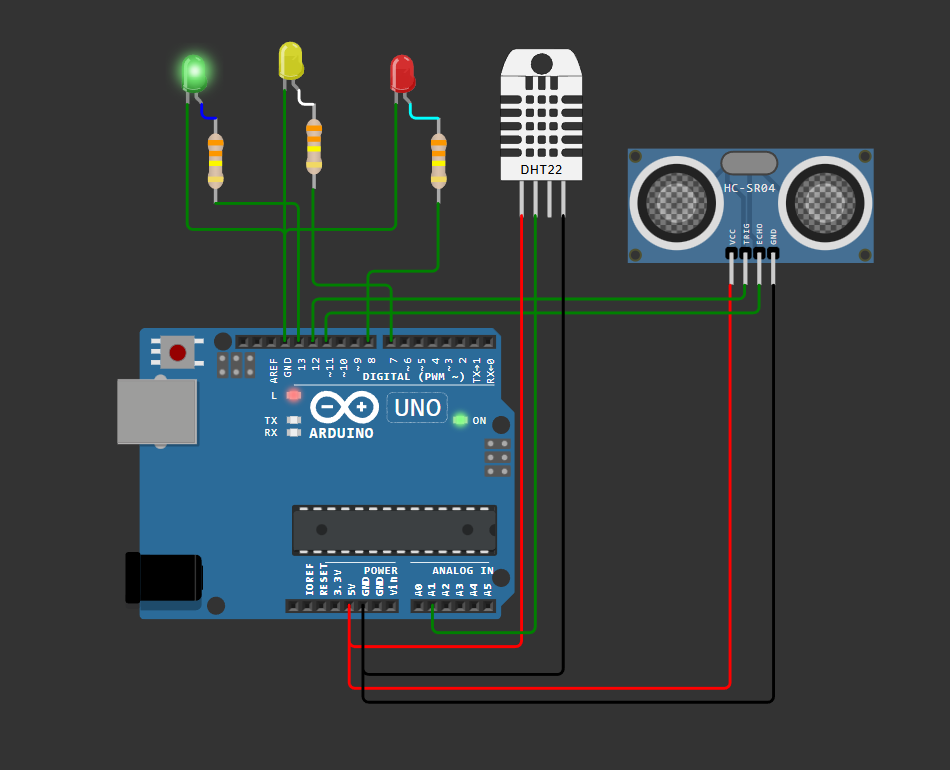 DHT22
HC-SR04
VCC
TRIG
ECHO
GND
AREF
GND
13
12
~11
~10
~9
8
7
~6
~5
4
~3
2
TX→1
RX←0
DIGITAL (PWM ~)
L
TX
RX
UNO
ON
ARDUINO
POWER
ANALOG IN
IOREF
RESET
3.3V
5V
GND
GND
Vin
A0
A1
A2
A3
A4
A5